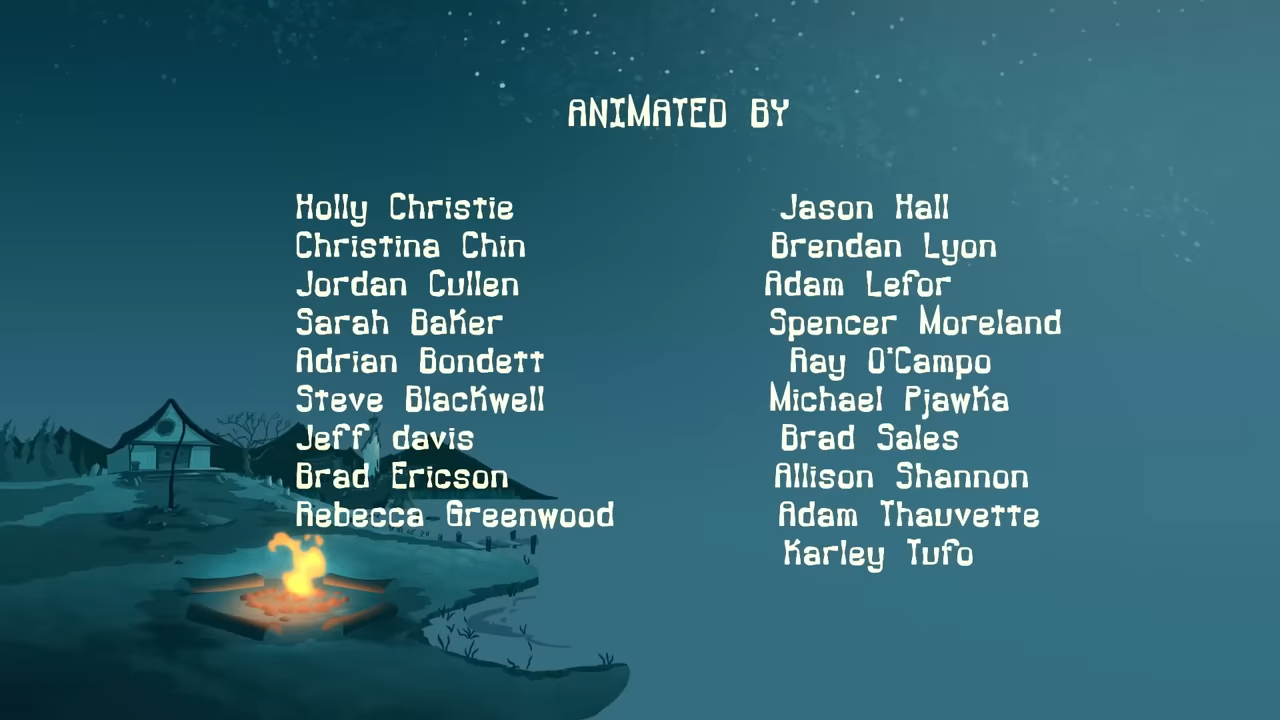 ANIMATED BY
Holly Christie
Christina Chin
Jordan Cullen
Sarah Baker
Adrian Bondett
Steve Blackwell
Jeff davis
Brad Ericson
Rebecca Greenwood
Jason Hall
Brendan Lyon
Adam Lefor
Spencer Moreland
Ray O'Campo
Michael Pjawka
Brad Sales
Allison Shannon
Adam Thauvette
Karley Tufo